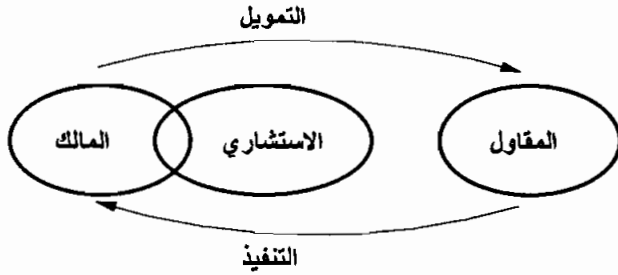 التمويل
المقاول
الاستشاري
المالك
التنفيذ